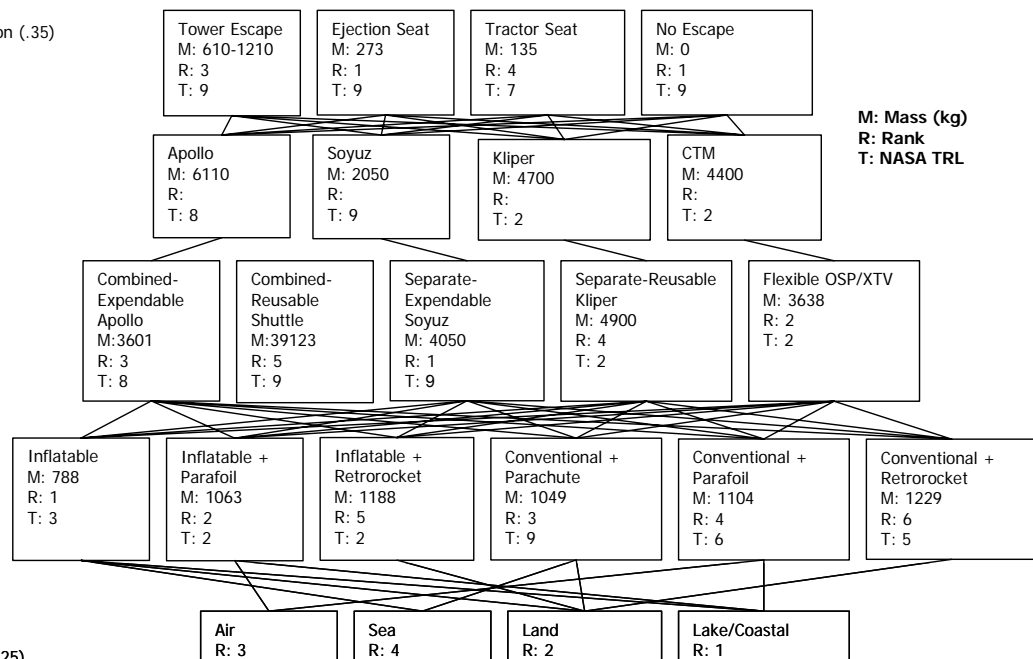 on (.35)
Tower Escape
M: 610-1210
R: 3
T: 9
Ejection Seat
M: 273
R: 1
T: 9
Tractor Seat
M: 135
R: 4
T: 7
No Escape
M: 0
R: 1
T: 9
M: Mass (kg)
R: Rank
T: NASA TRL
Apollo
M: 6110
R:
T: 8
Soyuz
M: 2050
R:
T: 9
Kliper
M: 4700
R:
T: 2
CTM
M: 4400
R:
T: 2
Combined-
Expendable
Apollo
M:3601
R: 3
T: 8
Combined-
Reusable
Shuttle
M:39123
R: 5
T: 9
Separate-
Expendable
Soyuz
M: 4050
R: 1
T: 9
Separate-Reusable
Kliper
M: 4900
R: 4
T: 2
Flexible OSP/XTV
M: 3638
R: 2
T: 2
Inflatable
M: 788
R: 1
T: 3
Inflatable +
Parafoil
M: 1063
R: 2
T: 2
Inflatable +
Retrorocket
M: 1188
R: 5
T: 2
Conventional +
Parachute
M: 1049
R: 3
T: 9
Conventional +
Parafoil
M: 1104
R: 4
T: 6
Conventional +
Retrorocket
M: 1229
R: 6
T: 5
Air
R: 3
Sea
R: 4
Land
R: 2
Lake/Coastal
R: 1
25)